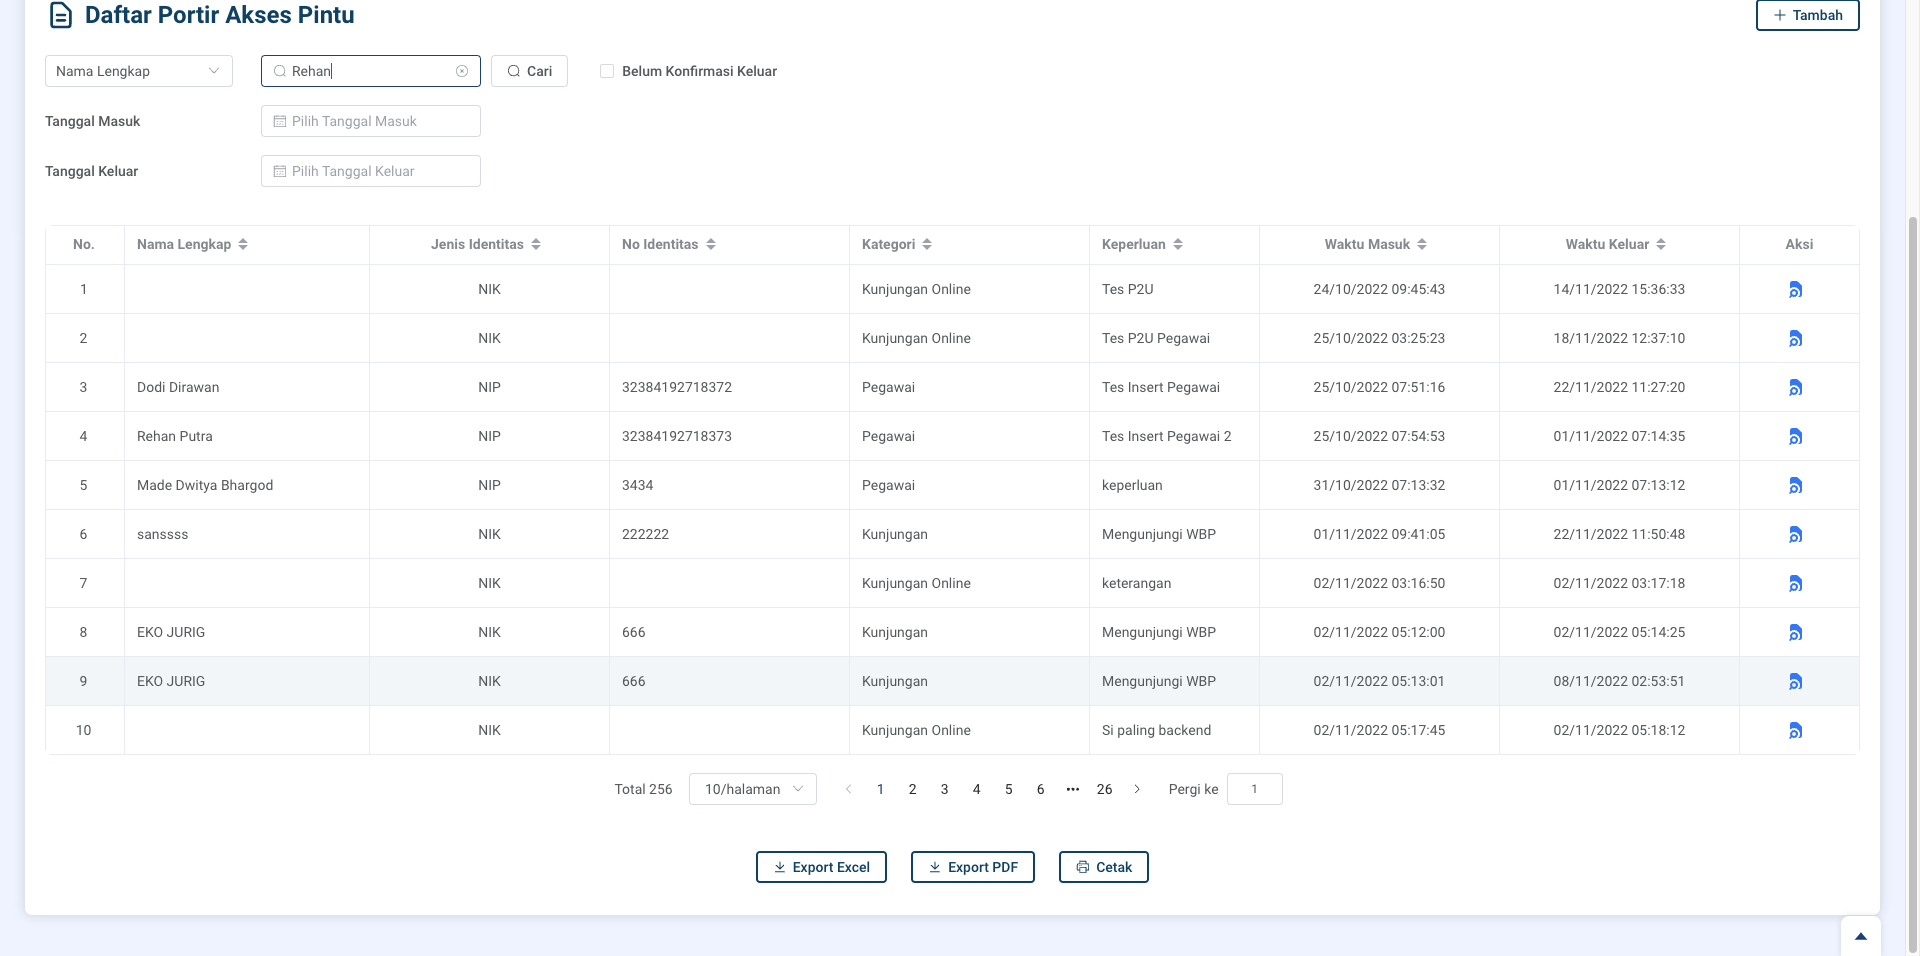 Daftar Portir Akses Pintu
Tambah
Nama Lengkap Rehan Cari Belum Konfirmasi Keluar
Tanggal Masuk Pilih Tanggal Masuk
Tanggal Keluar Pilih Tanggal Keluar
No. Nama Lengkap Jenis Identitas No Identitas Kategori Keperluan Waktu Masuk Waktu Keluar Aksi
1 NIK Kunjungan Online Tes P2U 24/10/2022 09:45:43 14/11/2022 15:36:33
2 NIK Kunjungan Online Tes P2U Pegawai 25/10/2022 03:25:23 18/11/2022 12:37:10
3 Dodi Dirawan NIP 32384192718372 Pegawai Tes Insert Pegawai 25/10/2022 07:51:16 22/11/2022 11:27:20
4 Rehan Putra NIP 32384192718373 Pegawai Tes Insert Pegawai 2 25/10/2022 07:54:53 01/11/2022 07:14:35
5 Made Dwitya Bhargod NIP 3434 Pegawai keperluan 31/10/2022 07:13:32 01/11/2022 07:13:12
6 sanssss NIK 222222 Kunjungan Mengunjungi WBP 01/11/2022 09:41:05 22/11/2022 11:50:48
7 NIK Kunjungan Online keterangan 02/11/2022 03:16:50 02/11/2022 03:17:18
8 EKO JURIG NIK 666 Kunjungan Mengunjungi WBP 02/11/2022 05:12:00 02/11/2022 05:14:25
9 EKO JURIG NIK 666 Kunjungan Mengunjungi WBP 02/11/2022 05:13:01 08/11/2022 02:53:51
10 NIK Kunjungan Online Si paling backend 02/11/2022 05:17:45 02/11/2022 05:18:12
Total 256 10/halaman 1 2 3 4 5 6 ••• 26 Pergi ke 1
Export Excel Export PDF Cetak